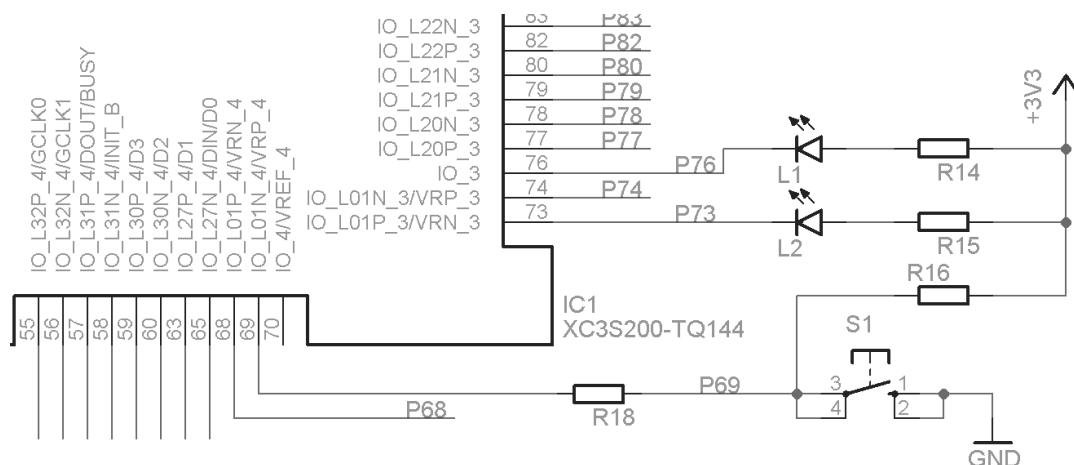 IO_L22N_3 83 P83
IO_L22P_3 82 P82
IO_L21N_3 80 P80
IO_L21P_3 79 P79
IO_L20N_3 78 P78
IO_L20P_3 77 P77
IO_3 76 P76
IO_L01N_3/VRP_3 74 P74
IO_L01P_3/VRN_3 73 P73
L1
R14
+3V3
L2
R15
R16
IO_L32P_4/GCLK0 55
IO_L32N_4/GCLK1 56
IO_L31P_4/DOUT/BUSY 57
IO_L31N_4/INIT_B 58
IO_L30P_4/D3 59
IO_L30N_4/D2 60
IO_L27P_4/D1 63
IO_L27N_4/DIN/D0 65
IO_L01P_4/VRN_4 68
IO_L01N_4/VRP_4 69
IO_4/VREF_4 70
IC1
XC3S200-TQ144
S1
3 1
4 2
P69
R18
P68
GND